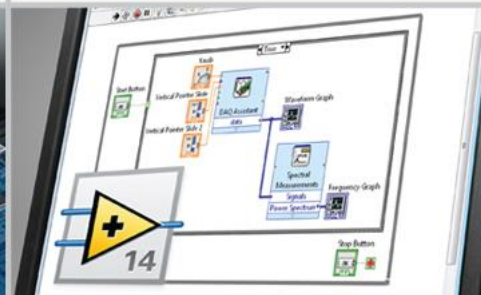 True
Knob
Start Button
Vertical Pointer Slide
DAQ Assistant
data
Waveform Graph
Vertical Pointer Slide 2
Spectral
Measurements
Signals
Power Spectrum
Frequency Graph
14
Stop Button